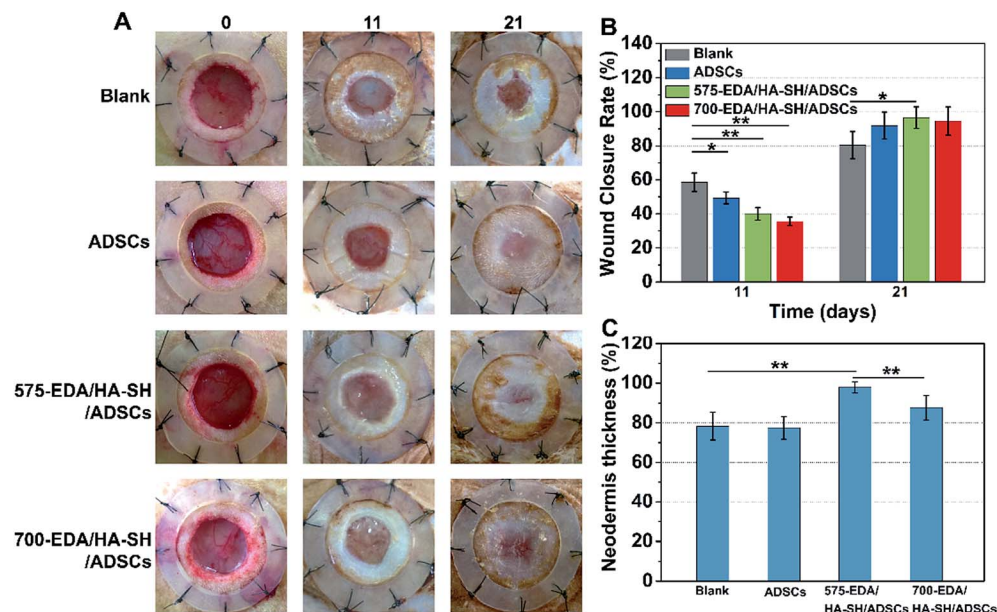 A
0
11
21
Blank
ADSCs
575-EDA/HA-SH
/ADSCs
700-EDA/HA-SH
/ADSCs
B
Wound Closure Rate (%)
140
120
100
80
60
40
20
0
Blank
ADSCs
575-EDA/HA-SH/ADSCs
700-EDA/HA-SH/ADSCs
**
**
*
*
11
21
Time (days)
C
Neodermis thickness (%)
120
100
80
60
40
20
0
**
**
Blank
ADSCs
575-EDA/
HA-SH/ADSCs
700-EDA/
HA-SH/ADSCs